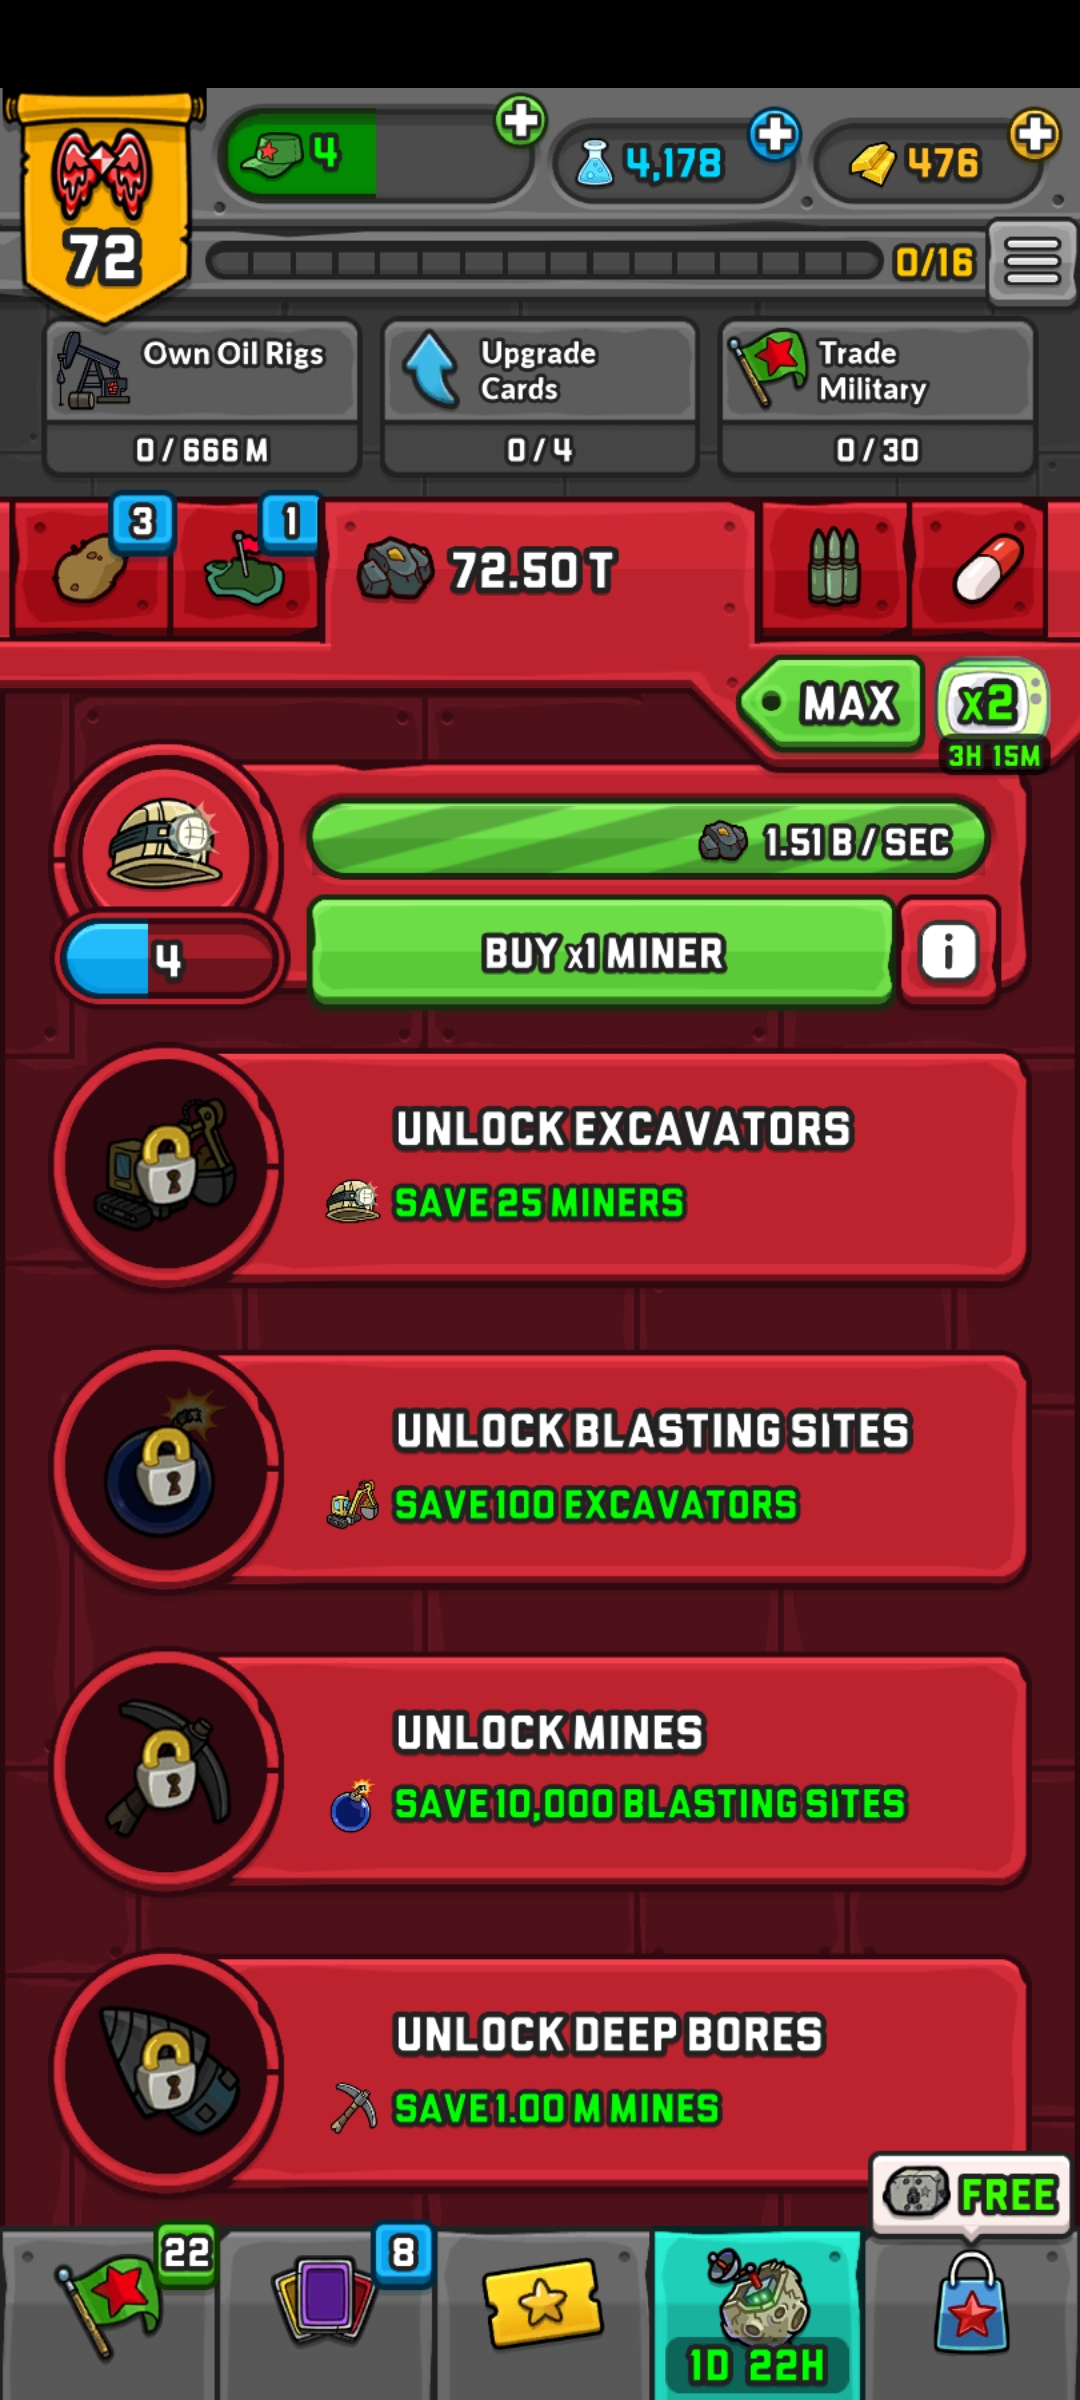 4
4,178
476
72
0/16
Own Oil Rigs
0 / 666 M
Upgrade
Cards
0 / 4
Trade
Military
0 / 30
3
1
72.50 T
MAX
x2
3H 15M
1.51 B / SEC
4
BUY x1 MINER
i
UNLOCK EXCAVATORS
SAVE 25 MINERS
UNLOCK BLASTING SITES
SAVE 100 EXCAVATORS
UNLOCK MINES
SAVE 10,000 BLASTING SITES
UNLOCK DEEP BORES
SAVE 1.00 M MINES
FREE
22
8
1D 22H